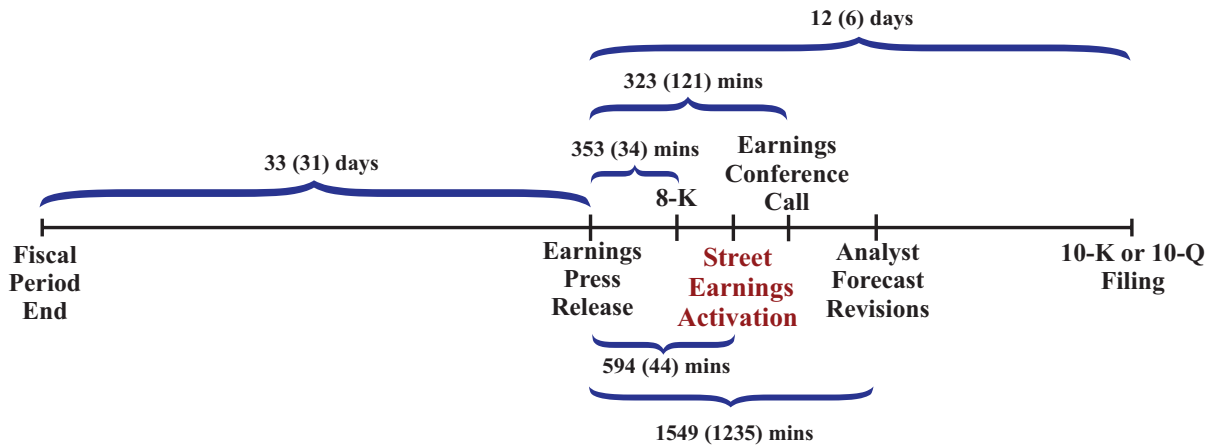 12 (6) days
323 (121) mins
353 (34) mins
Earnings
Conference
Call
33 (31) days
8-K
Fiscal
Period
End
Earnings
Press
Release
Street
Earnings
Activation
Analyst
Forecast
Revisions
10-K or 10-Q
Filing
594 (44) mins
1549 (1235) mins